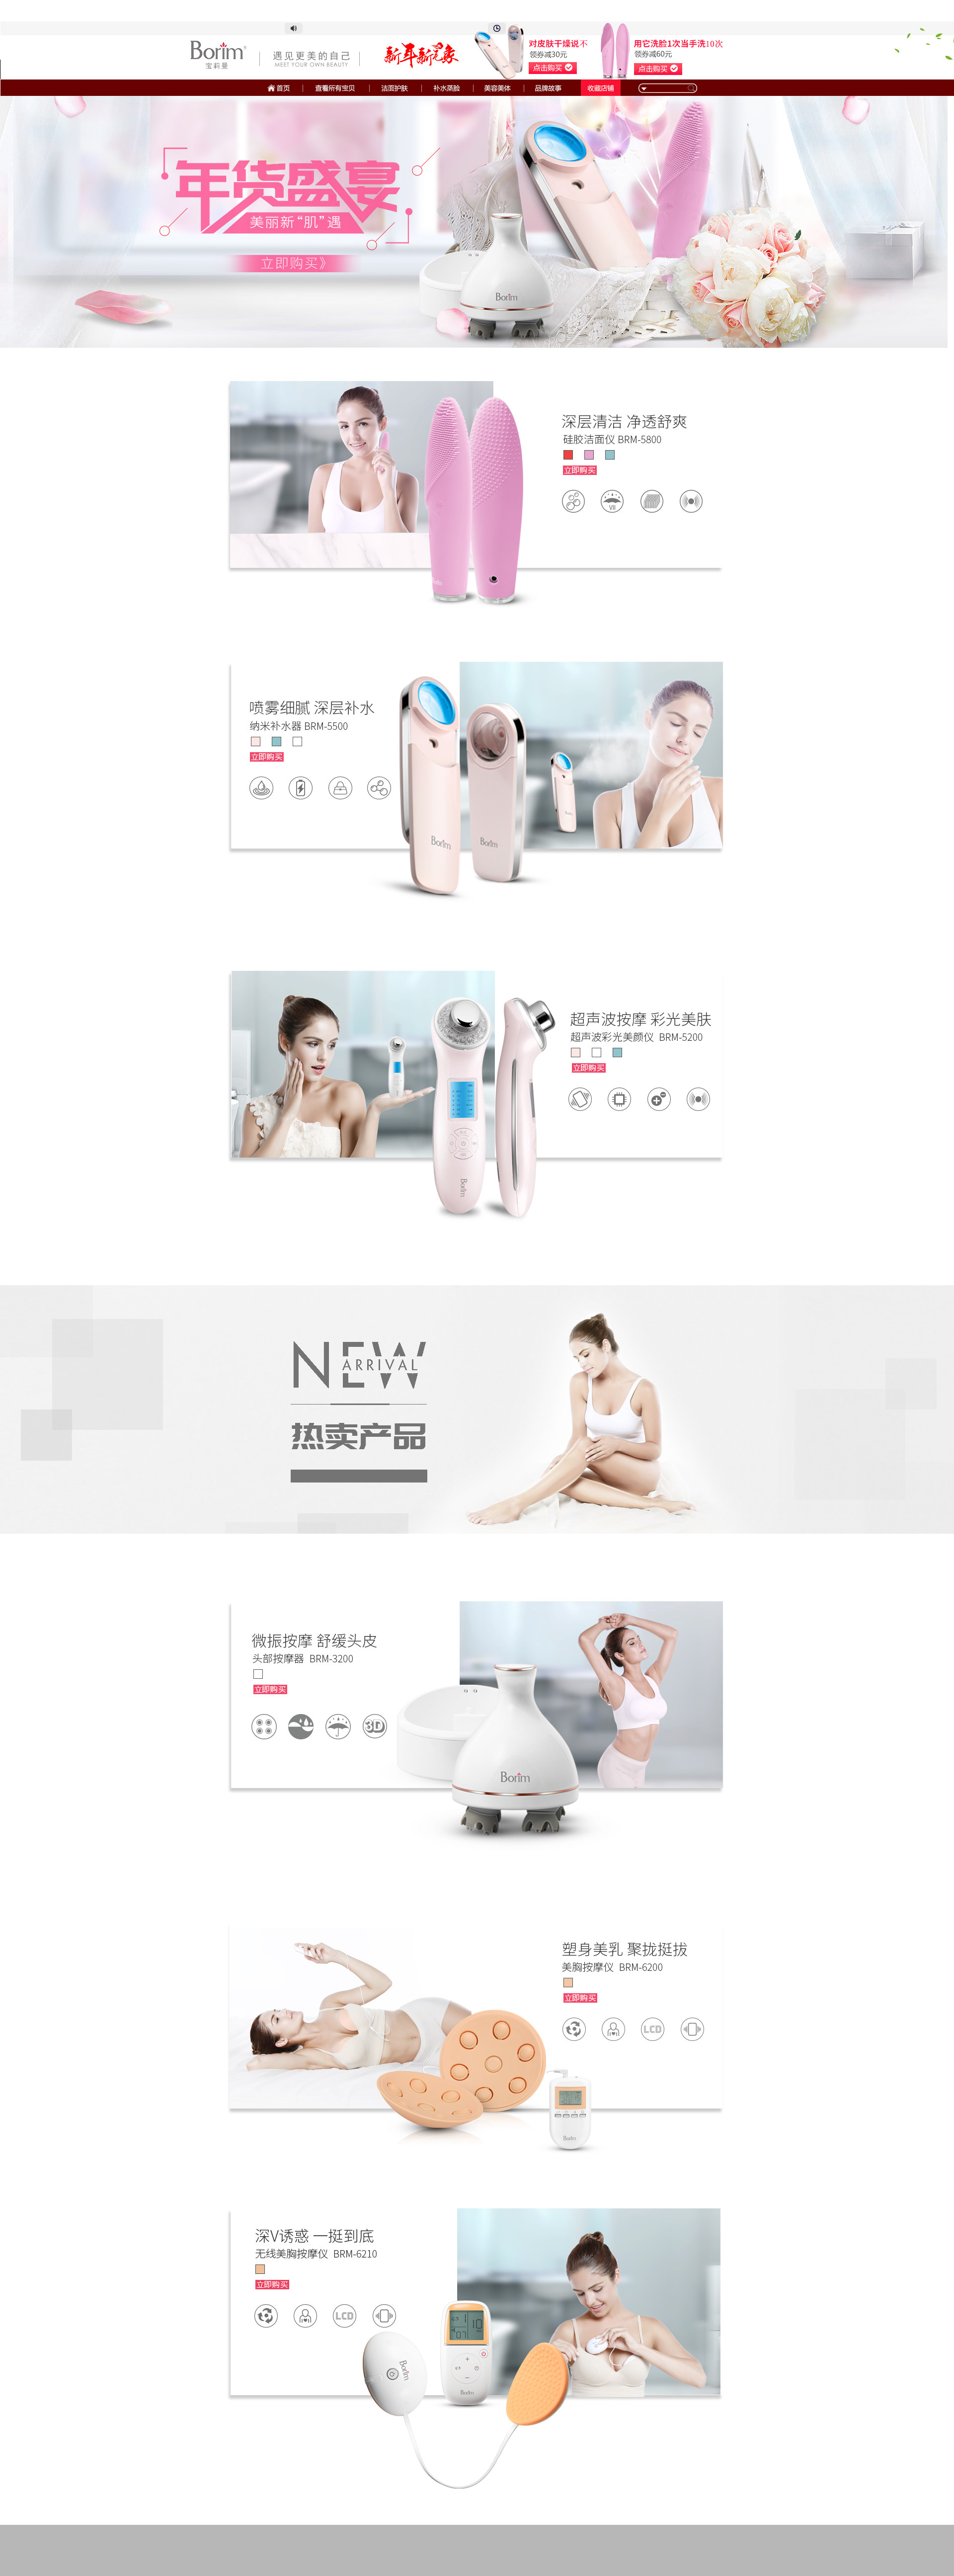 Borim
宝莉曼
遇见更美的自己
MEET YOUR OWN BEAUTY
新年新气象
对皮肤干燥说不
领券减30元
点击购买
用它洗脸1次当手洗10次
领券减60元
点击购买
首页
查看所有宝贝
洁面护肤
补水蒸脸
美容美体
品牌故事
收藏店铺
年货盛宴
美丽新“肌”遇
立即购买》
Borim
深层清洁 净透舒爽
硅胶洁面仪 BRM-5800
立即购买
VII
喷雾细腻 深层补水
纳米补水器 BRM-5500
立即购买
Borim
Borim
超声波按摩 彩光美肤
超声波彩光美颜仪 BRM-5200
立即购买
Borim
NEW
ARRIVAL
热卖产品
微振按摩 舒缓头皮
头部按摩器 BRM-3200
立即购买
3D
Borim
塑身美乳 聚拢挺拔
美胸按摩仪 BRM-6200
立即购买
LCD
Borim
深V诱惑 一挺到底
无线美胸按摩仪 BRM-6210
立即购买
LCD
Borim
Borim